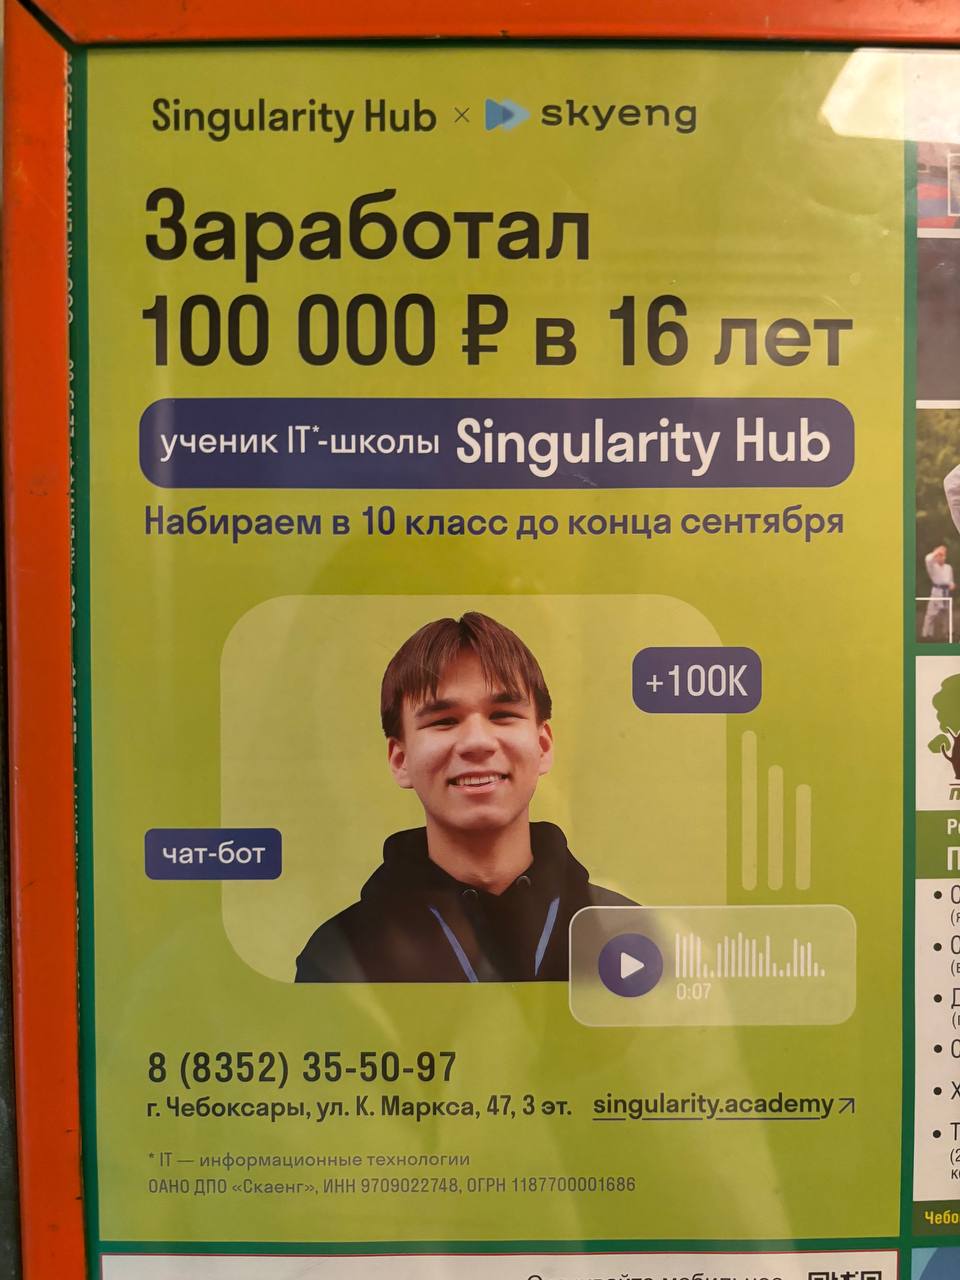 Singularity Hub × skyeng
Заработал
100 000 ₽ в 16 лет
ученик IT*-школы Singularity Hub
Набираем в 10 класс до конца сентября
+100K
чат-бот
0:07
8 (8352) 35-50-97
г. Чебоксары, ул. К. Маркса, 47, 3 эт. singularity.academy↗
* IT — информационные технологии
ОАНО ДПО «Скаенг», ИНН 9709022748, ОГРН 1187700001686